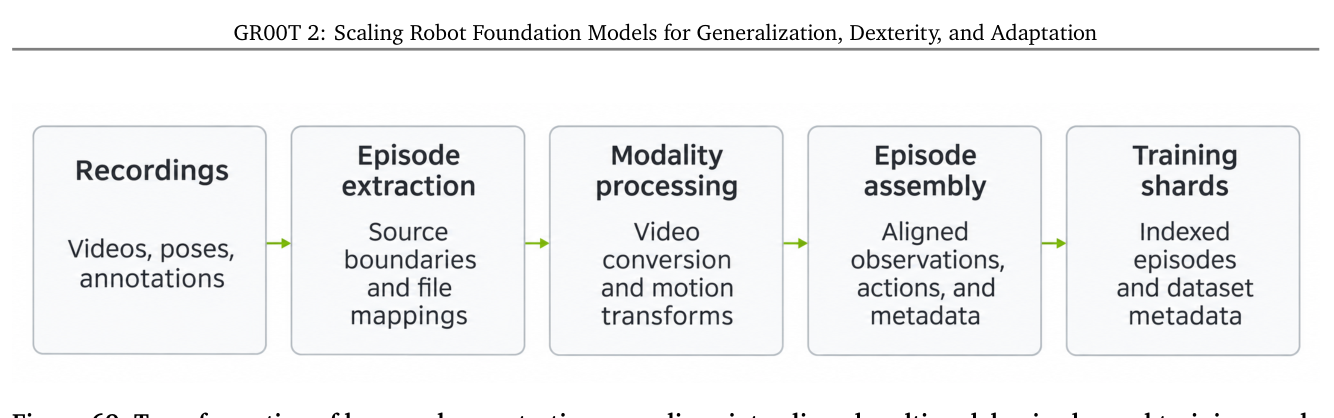 GR00T 2: Scaling Robot Foundation Models for Generalization, Dexterity, and Adaptation
Recordings
Videos, poses,
annotations
Episode
extraction
Source
boundaries
and file
mappings
Modality
processing
Video
conversion
and motion
transforms
Episode
assembly
Aligned
observations,
actions, and
metadata
Training
shards
Indexed
episodes
and dataset
metadata